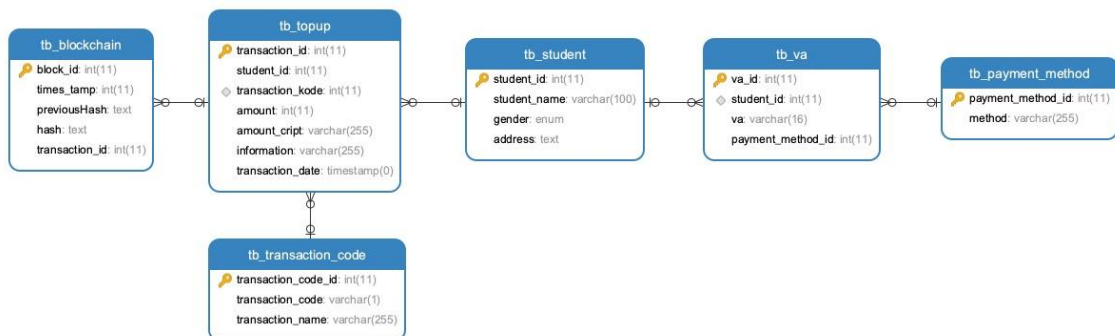 tb_blockchain
block_id: int(11)
times_tamp: int(11)
previousHash: text
hash: text
transaction_id: int(11)
tb_topup
transaction_id: int(11)
student_id: int(11)
transaction_kode: int(11)
amount: int(11)
amount_cript: varchar(255)
information: varchar(255)
transaction_date: timestamp(0)
tb_student
student_id: int(11)
student_name: varchar(100)
gender: enum
address: text
tb_va
va_id: int(11)
student_id: int(11)
va: varchar(16)
payment_method_id: int(11)
tb_payment_method
payment_method_id: int(11)
method: varchar(255)
tb_transaction_code
transaction_code_id: int(11)
transaction_code: varchar(1)
transaction_name: varchar(255)